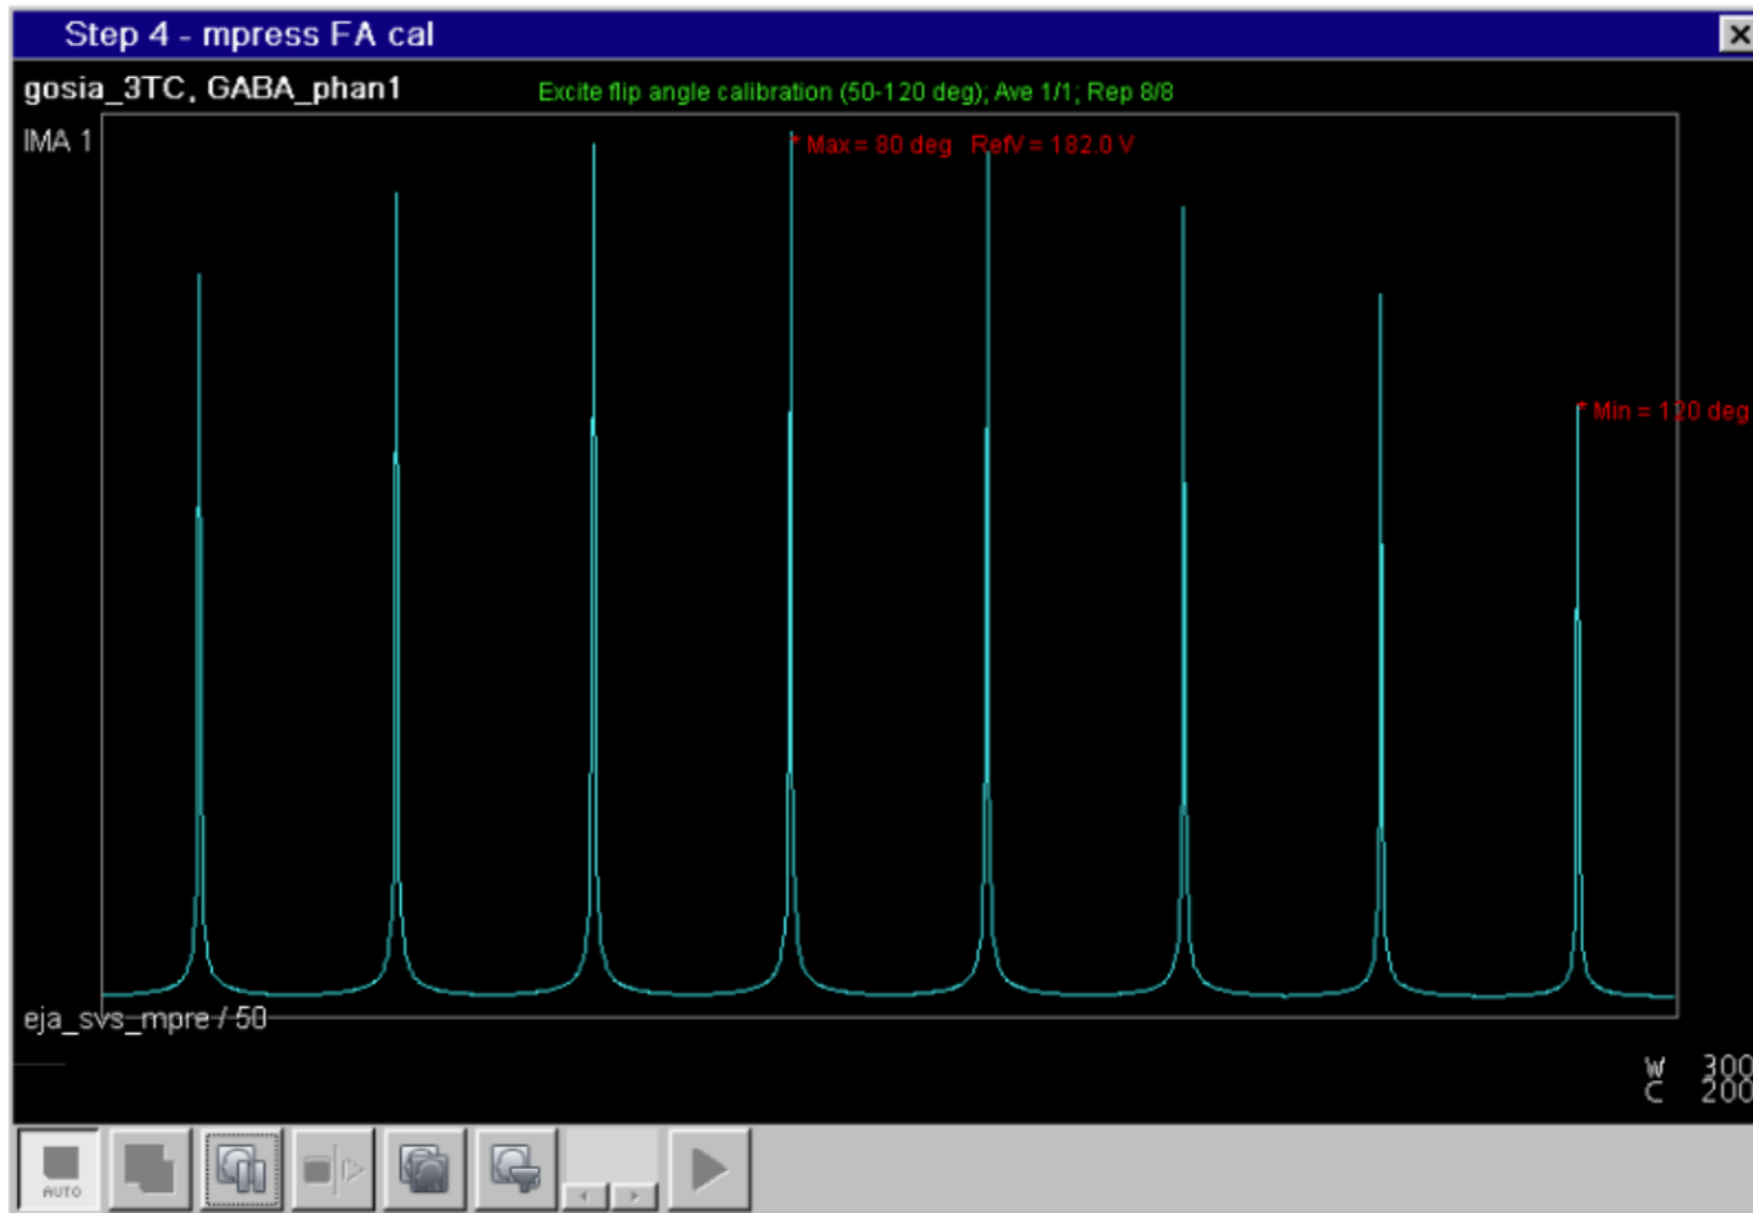 Step 4 - mpress FA cal
gosia_3TC, GABA_phan1
Excite flip angle calibration (50-120 deg); Ave 1/1; Rep 8/8
IMA 1
* Max = 80 deg RefV = 182.0 V
* Min = 120 deg
eja_svs_mpre / 50
W 300
C 200
AUTO